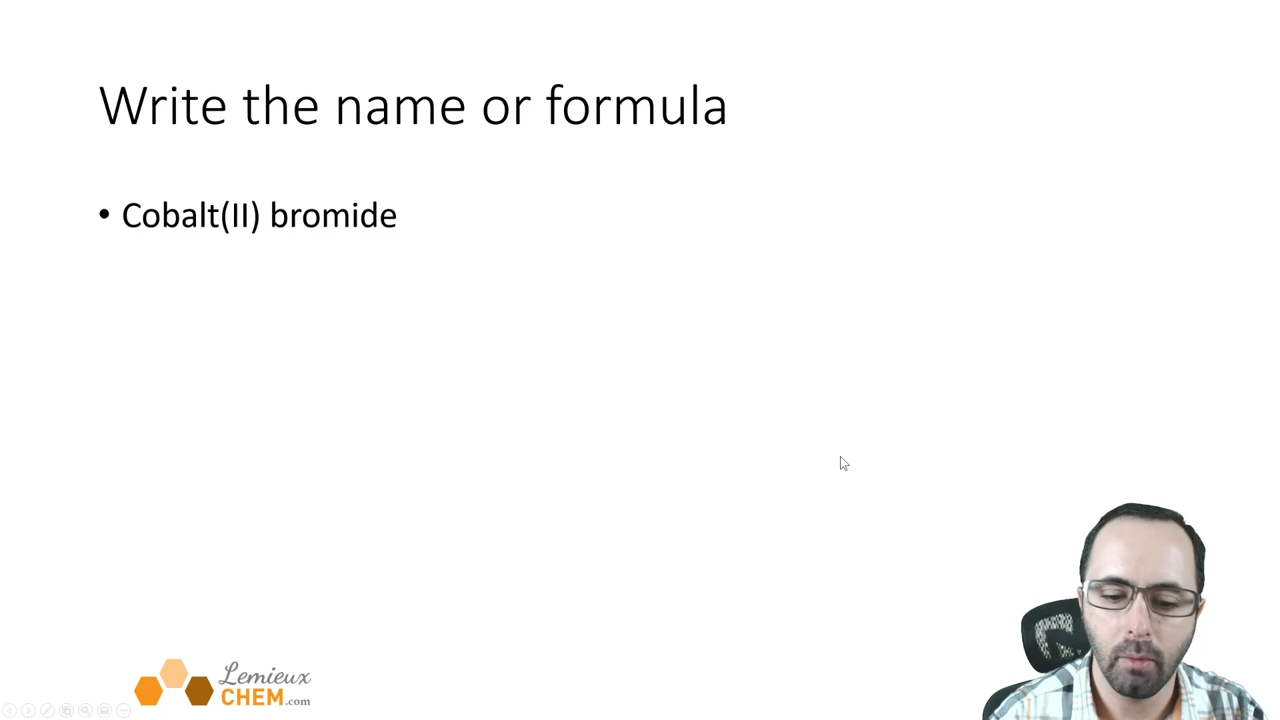 Write the name or formula
• Cobalt(II) bromide
Lemieux
CHEM.com